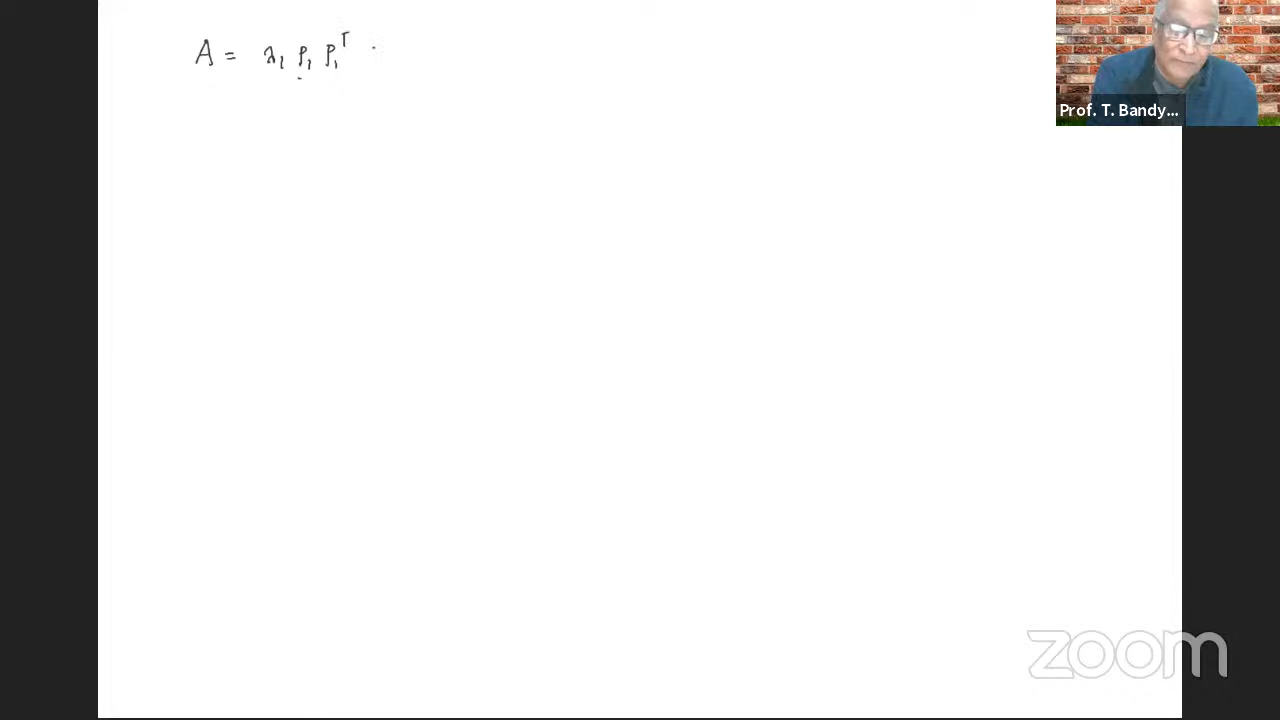 A = λ₁ p₁ p₁ᵀ
Prof. T. Bandy...
zoom